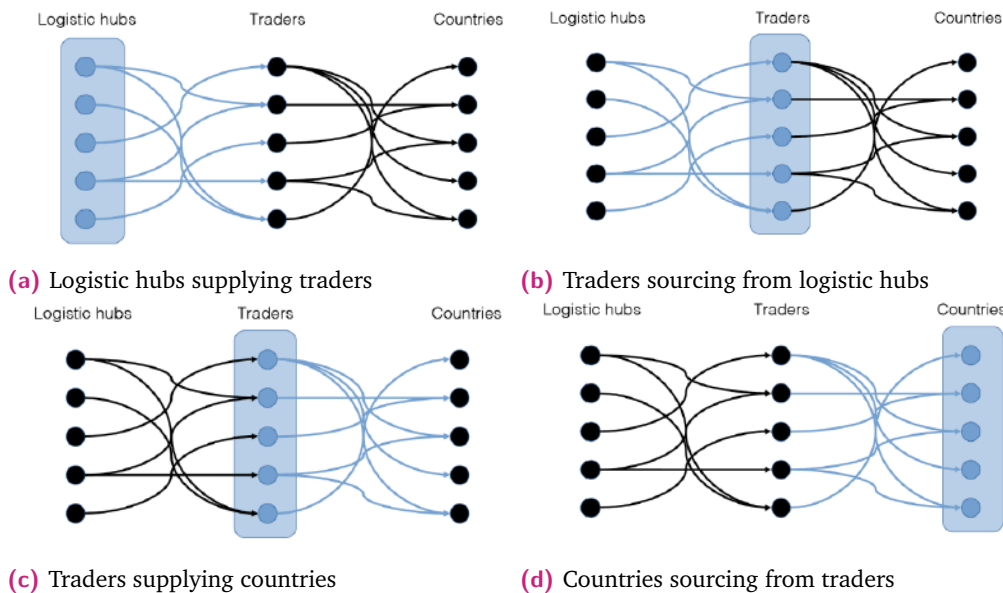 Logistic hubs Traders Countries
Logistic hubs Traders Countries
(a) Logistic hubs supplying traders
(b) Traders sourcing from logistic hubs
Logistic hubs Traders Countries
Logistic hubs Traders Countries
(c) Traders supplying countries
(d) Countries sourcing from traders